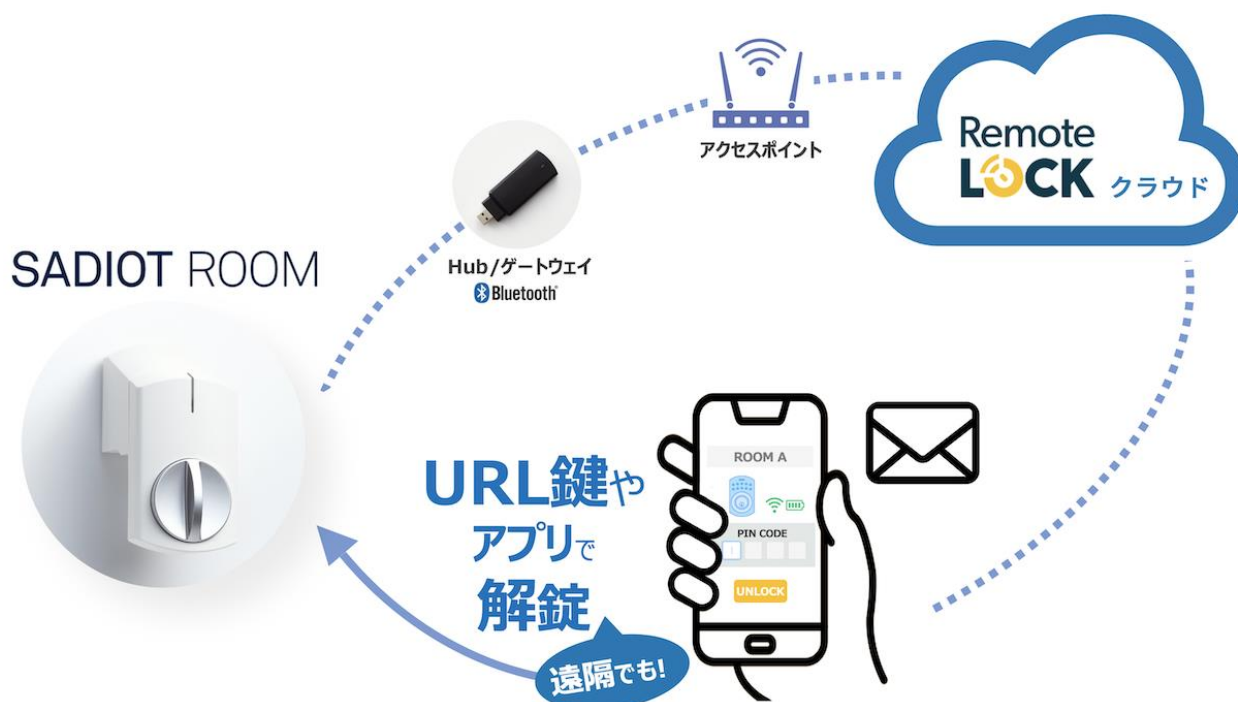 アクセスポイント
Remote
LOCK クラウド
Hub/ゲートウェイ
Bluetooth®
SADIOT ROOM
URL鍵や
アプリで
解錠
遠隔でも!
ROOM A
PIN CODE
UNLOCK